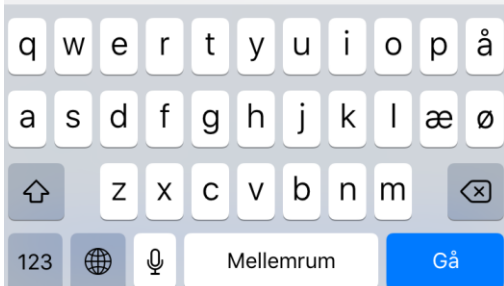 q w e r t y u i o p å
a s d f g h j k l æ ø
z x c v b n m
123 Mellemrum Gå